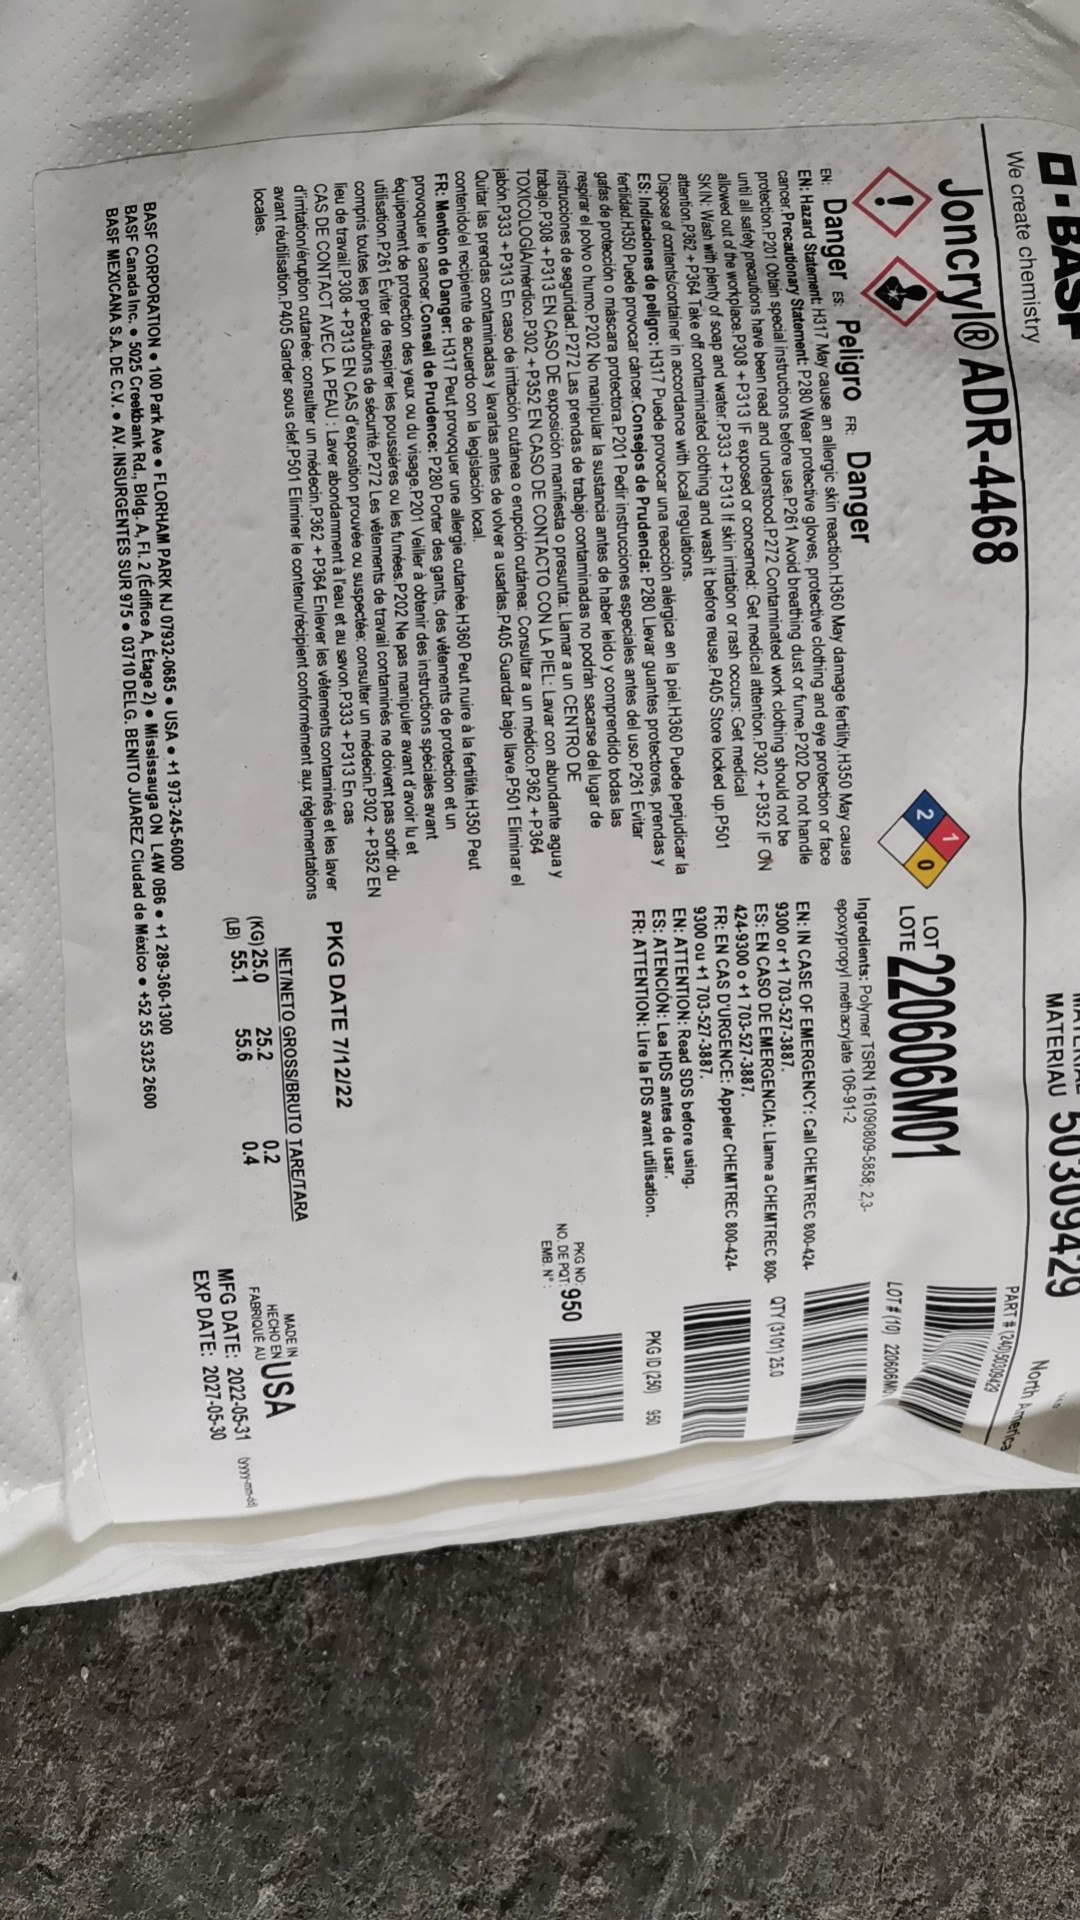 BASF
We create chemistry
MATERIAU 50309429
North America
Joncryl® ADR-4468
PART # (240)50309429
EN: Danger ES: Peligro FR: Danger
2
1
0
LOT
LOTE 220606M01
LOT # (10)
EN: Hazard Statement: H317 May cause an allergic skin reaction.H360 May damage fertility.H350 May cause
cancer.Precautionary Statement: P280 Wear protective gloves, protective clothing and eye protection or face
protection.P201 Obtain special instructions before use.P261 Avoid breathing dust or fume.P202 Do not handle
until all safety precautions have been read and understood.P272 Contaminated work clothing should not be
allowed out of the workplace.P308 +P313 IF exposed or concerned: Get medical attention.P302 +P352 IF ON
SKIN: Wash with plenty of soap and water.P333 +P313 If skin irritation or rash occurs: Get medical
attention.P362 +P364 Take off contaminated clothing and wash it before reuse.P405 Store locked up.P501
Dispose of contents/container in accordance with local regulations.
ES: Indicaciones de peligro: H317 Puede provocar una reacción alérgica en la piel.H360 Puede perjudicar la
fertilidad.H350 Puede provocar cáncer.Consejos de Prudencia: P280 Llevar guantes protectores, prendas y
gafas de protección o máscara protectora.P201 Pedir instrucciones especiales antes del uso.P261 Evitar
respirar el polvo o humo.P202 No manipular la sustancia antes de haber leído y comprendido todas las
instrucciones de seguridad.P272 Las prendas de trabajo contaminadas no podrán sacarse del lugar de
trabajo.P308 +P313 EN CASO DE exposición manifiesta o presunta: Llamar a un CENTRO DE
TOXICOLOGÍA/médico.P302 +P352 EN CASO DE CONTACTO CON LA PIEL: Lavar con abundante agua y
jabón.P333 +P313 En caso de irritación cutánea o erupción cutánea: Consultar a un médico.P362 +P364
Quitar las prendas contaminadas y lavarlas antes de volver a usarlas.P405 Guardar bajo llave.P501 Eliminar el
contenido/el recipiente de acuerdo con la legislación local.
FR: Mention de Danger: H317 Peut provoquer une allergie cutanée.H360 Peut nuire à la fertilité.H350 Peut
provoquer le cancer.Conseil de Prudence: P280 Porter des gants, des vêtements de protection et un
équipement de protection des yeux ou du visage.P201 Veiller à obtenir des instructions spéciales avant
utilisation.P261 Éviter de respirer les poussières ou les fumées.P202 Ne pas manipuler avant d'avoir lu et
compris toutes les précautions de sécurité.P272 Les vêtements de travail contaminés ne doivent pas sortir du
lieu de travail.P308 +P313 EN CAS d'exposition prouvée ou suspectée: consulter un médecin.P302 +P352 EN
CAS DE CONTACT AVEC LA PEAU : Laver abondamment à l'eau et au savon.P333 +P313 En cas
d'irritation/éruption cutanée: consulter un médecin.P362 +P364 Enlever les vêtements contaminés et les laver
avant réutilisation.P405 Garder sous clef.P501 Eliminer le contenu/récipient conformément aux règlementations
locales.
Ingredients: Polymer TSRN 161090809-5858; 2,3-
epoxypropyl methacrylate 106-91-2
EN: IN CASE OF EMERGENCY: Call CHEMTREC 800-424-
9300 or +1 703-527-3887.
ES: EN CASO DE EMERGENCIA: Llame a CHEMTREC 800-
424-9300 o +1 703-527-3887.
FR: EN CAS D'URGENCE: Appeler CHEMTREC 800-424-
9300 ou +1 703-527-3887.
EN: ATTENTION: Read SDS before using.
ES: ATENCIÓN: Lea HDS antes de usar.
FR: ATTENTION: Lire la FDS avant utilisation.
QTY (3101) 25.0
PKG ID (250) 950
PKG NO:
NO. DE PQT: 950
EMB. N° :
PKG DATE 7/12/22
NET/NETO GROSS/BRUTO TARE/TARA
(KG) 25.0 25.2 0.2
(LB) 55.1 55.6 0.4
MADE IN
HECHO EN USA
FABRIQUÉ AU
MFG DATE: 2022-05-31 (yyyy-mm-dd)
EXP DATE: 2027-05-30
BASF CORPORATION • 100 Park Ave • FLORHAM PARK NJ 07932-0685 • USA • +1 973-245-6000
BASF Canada Inc. • 5025 Creekbank Rd., Bldg. A, Fl. 2 (Édifice A, Étage 2) • Mississauga ON L4W 0B6 • +1 289-360-1300
BASF MEXICANA S.A. DE C.V. • AV. INSURGENTES SUR 975 • 03710 DELG. BENITO JUAREZ Ciudad de México • +52 55 5325 2600